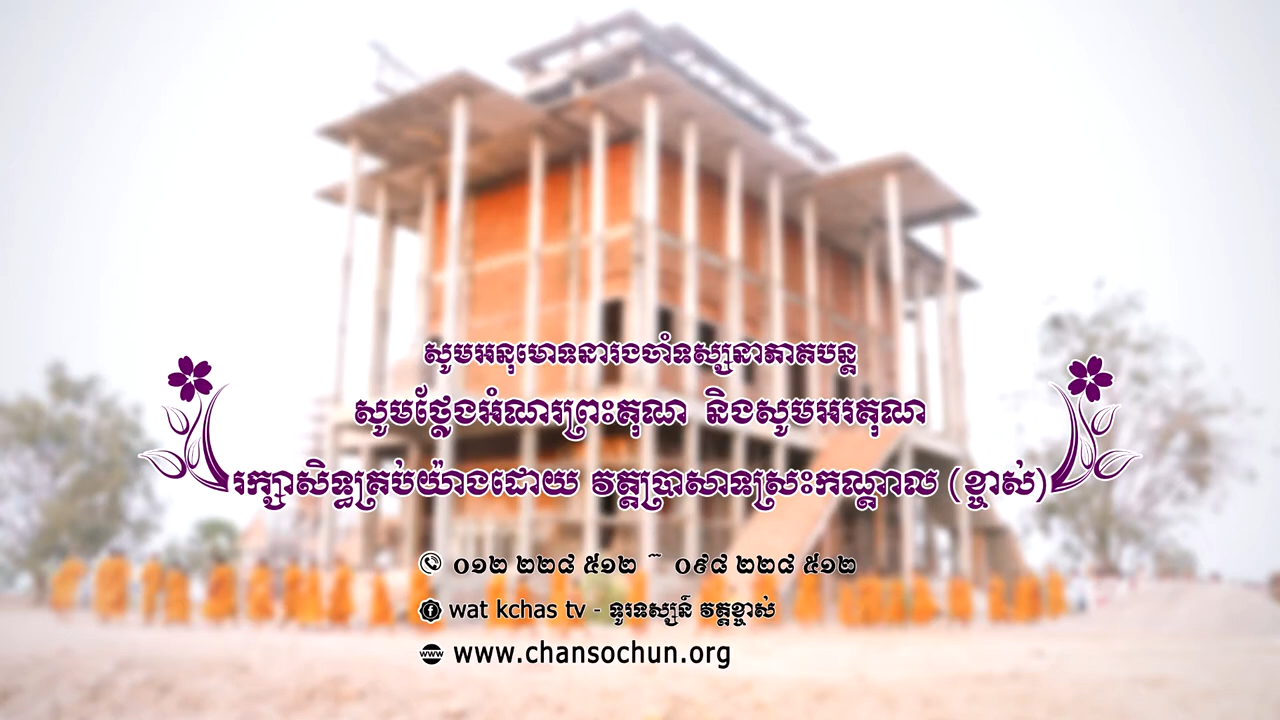 សូមអនុមោទនារងចាំទស្សនាភាគបន្ត
សូមថ្លែងអំណរព្រះគុណ និងសូមអរគុណ
រក្សាសិទ្ធគ្រប់យ៉ាងដោយ វត្តប្រាសាទស្រះកណ្តាល (ខ្ចាស់)
០១២ ២២៨ ៥១២ ~ ០៩៨ ២២៨ ៥១២
wat kchas tv - ទូរទស្សន៍ វត្តខ្ចាស់
www.chansochun.org